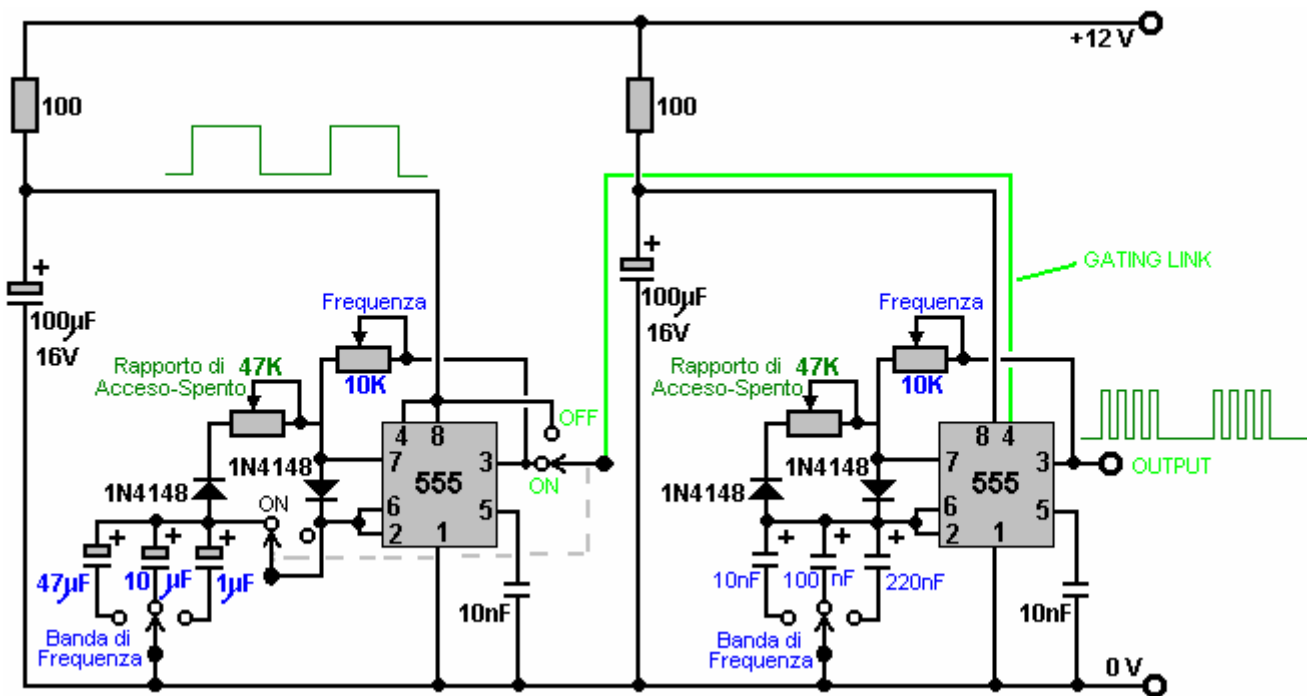 +12 V
100
100
+
100µF
16V
+
100µF
16V
GATING LINK
Frequenza
10K
Rapporto di
Acceso-Spento
47K
OFF
ON
1N4148
1N4148
ON
4 8
7
555
3
6
2
5
1
+
+
+
47µF
10 µF
1µF
10nF
Banda di
Frequenza
Frequenza
10K
Rapporto di
Acceso-Spento
47K
1N4148
1N4148
8 4
7
555
3
6
2
5
1
OUTPUT
+
+
+
10nF
100 nF
220nF
10nF
Banda di
Frequenza
0 V